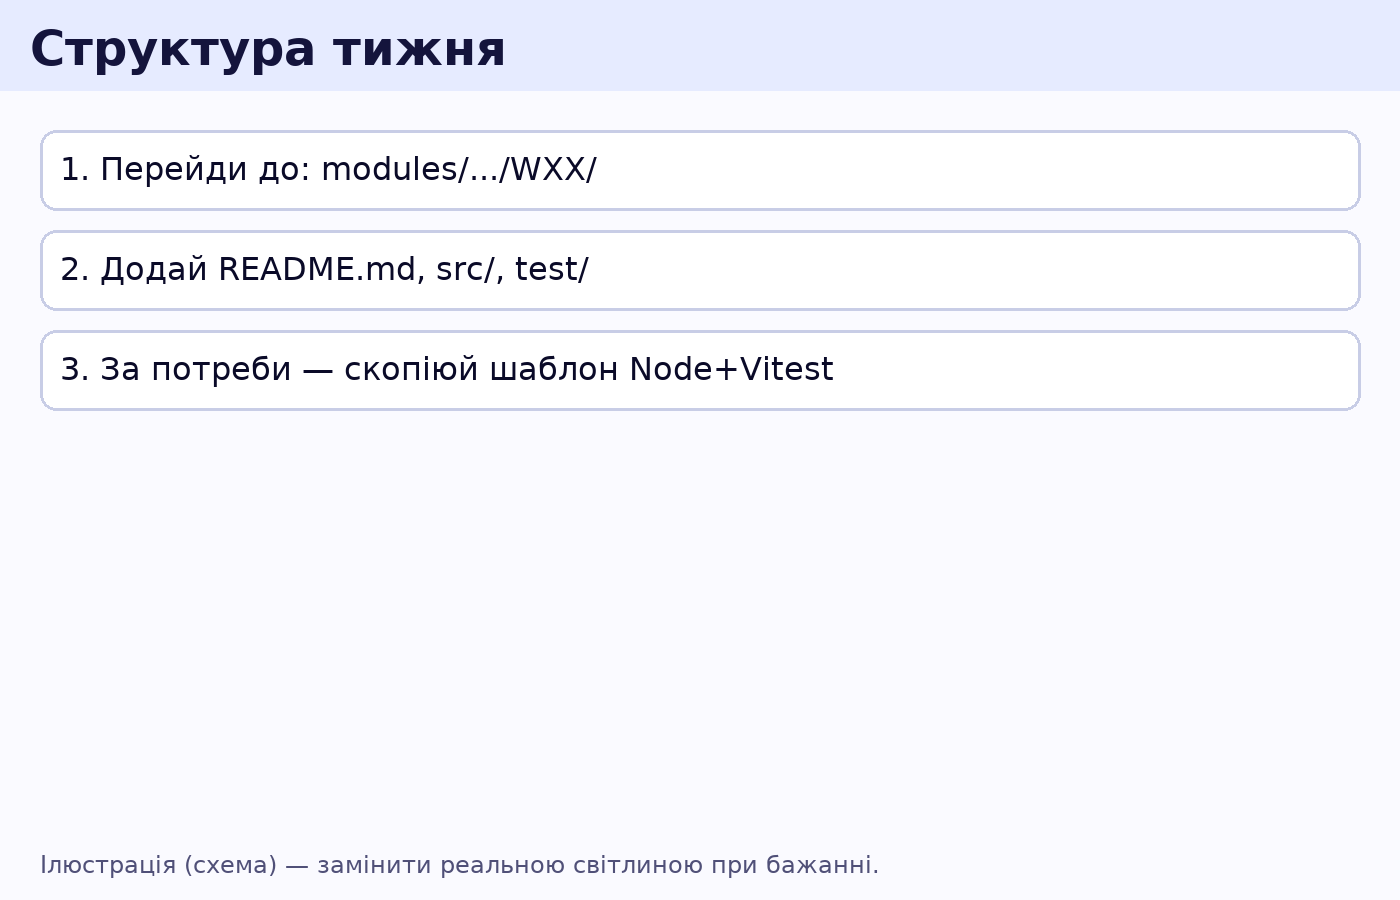 Структура тижня
1. Перейди до: modules/.../WXX/
2. Додай README.md, src/, test/
3. За потреби — скопіюй шаблон Node+Vitest
Ілюстрація (схема) — замінити реальною світлиною при бажанні.